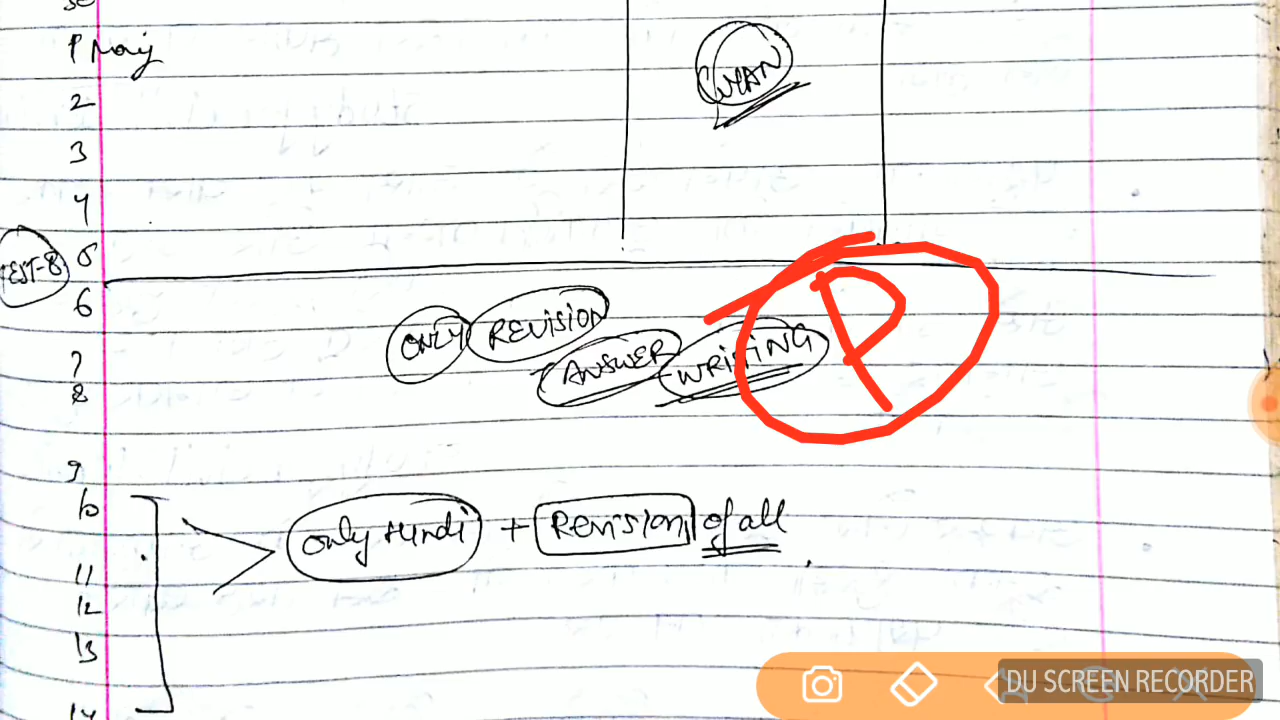 1 May
2
3
4
TEST-8 5
6
ONLY REVISION
7
ANSWER WRITING
P
8
9
10
only Hindi + Revision of all
11
12
13
14
DU SCREEN RECORDER